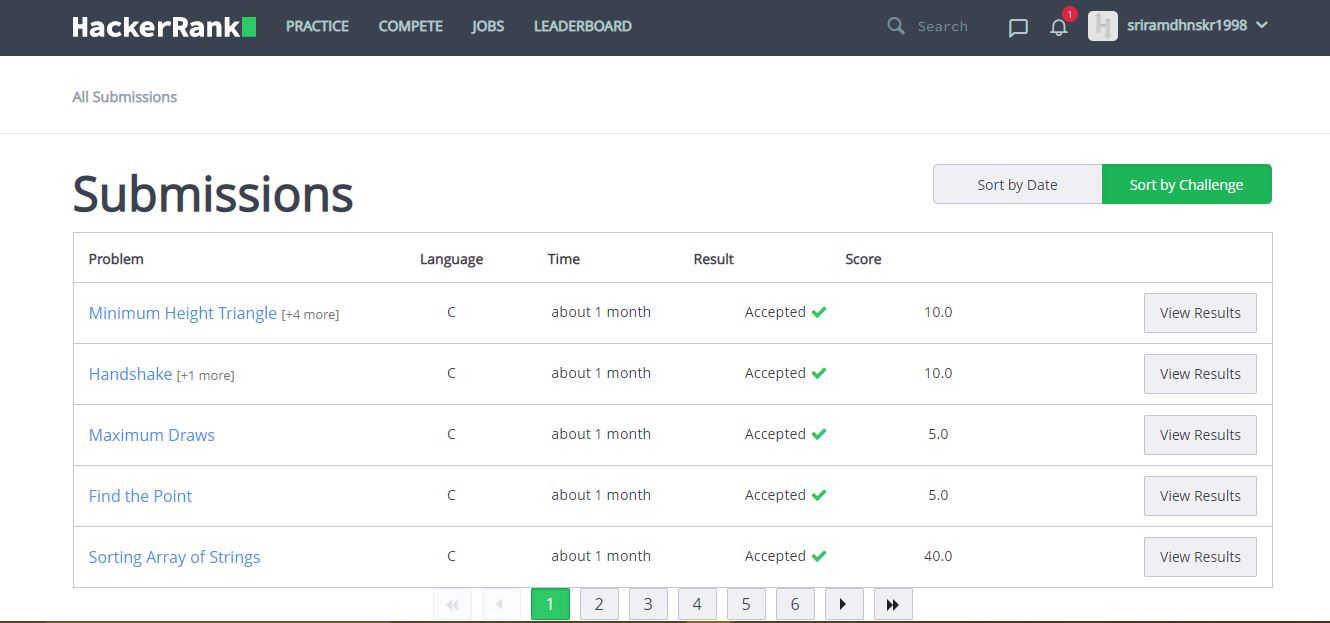 HackerRank PRACTICE COMPETE JOBS LEADERBOARD Search 1 H sriramdhnskr1998
All Submissions
Submissions Sort by Date Sort by Challenge
Problem Language Time Result Score
Minimum Height Triangle [+4 more] C about 1 month Accepted 10.0 View Results
Handshake [+1 more] C about 1 month Accepted 10.0 View Results
Maximum Draws C about 1 month Accepted 5.0 View Results
Find the Point C about 1 month Accepted 5.0 View Results
Sorting Array of Strings C about 1 month Accepted 40.0 View Results
1 2 3 4 5 6